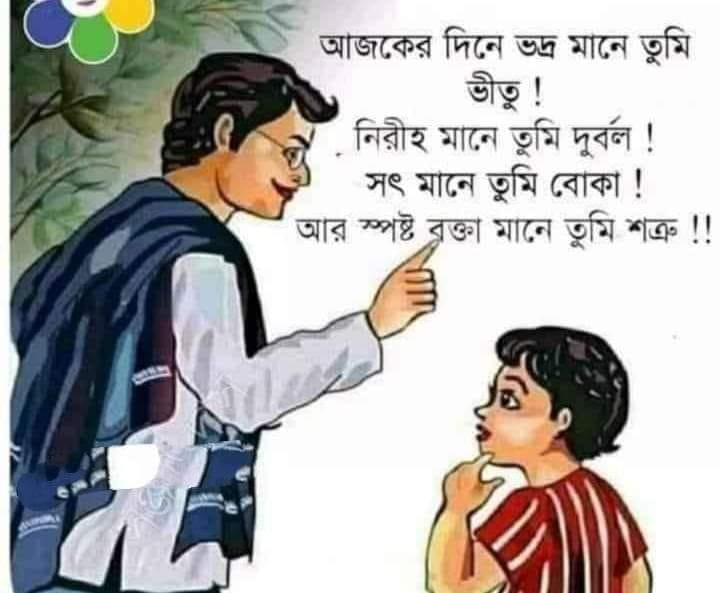 আজকের দিনে ভদ্র মানে তুমি
ভীতু !
নিরীহ মানে তুমি দুর্বল !
সৎ মানে তুমি বোকা !
আর স্পষ্ট বক্তা মানে তুমি শত্রু !!